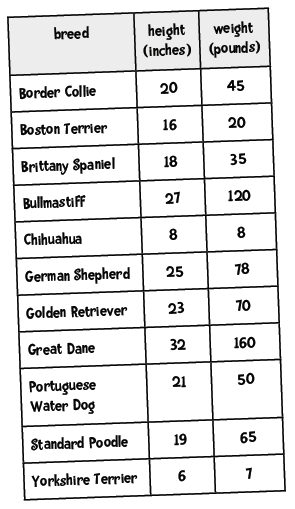 breed height (inches) weight (pounds)
Border Collie 20 45
Boston Terrier 16 20
Brittany Spaniel 18 35
Bullmastiff 27 120
Chihuahua 8 8
German Shepherd 25 78
Golden Retriever 23 70
Great Dane 32 160
Portuguese
Water Dog 21 50
Standard Poodle 19 65
Yorkshire Terrier 6 7